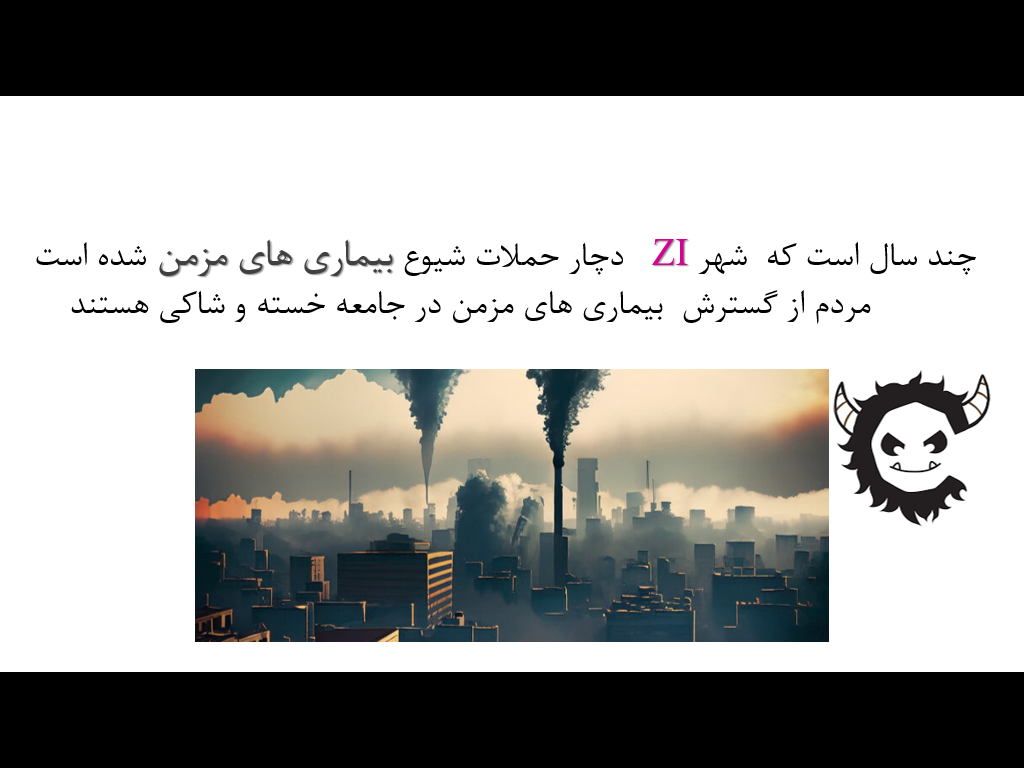 چند سال است که شهر ZI دچار حملات شیوع بیماری های مزمن شده است
مردم از گسترش بیماری های مزمن در جامعه خسته و شاکی هستند